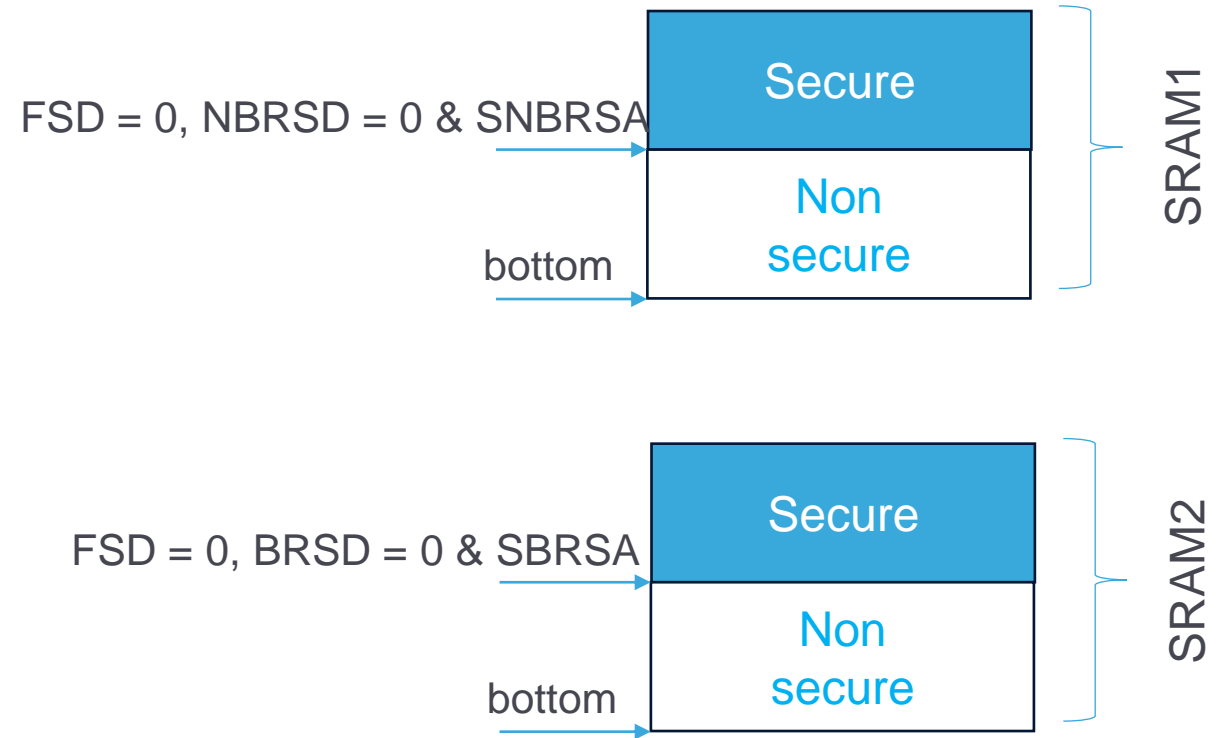 Secure
FSD = 0, NBRSD = 0 & SNBRSA
Non
secure
bottom
SRAM1
Secure
FSD = 0, BRSD = 0 & SBRSA
Non
secure
bottom
SRAM2